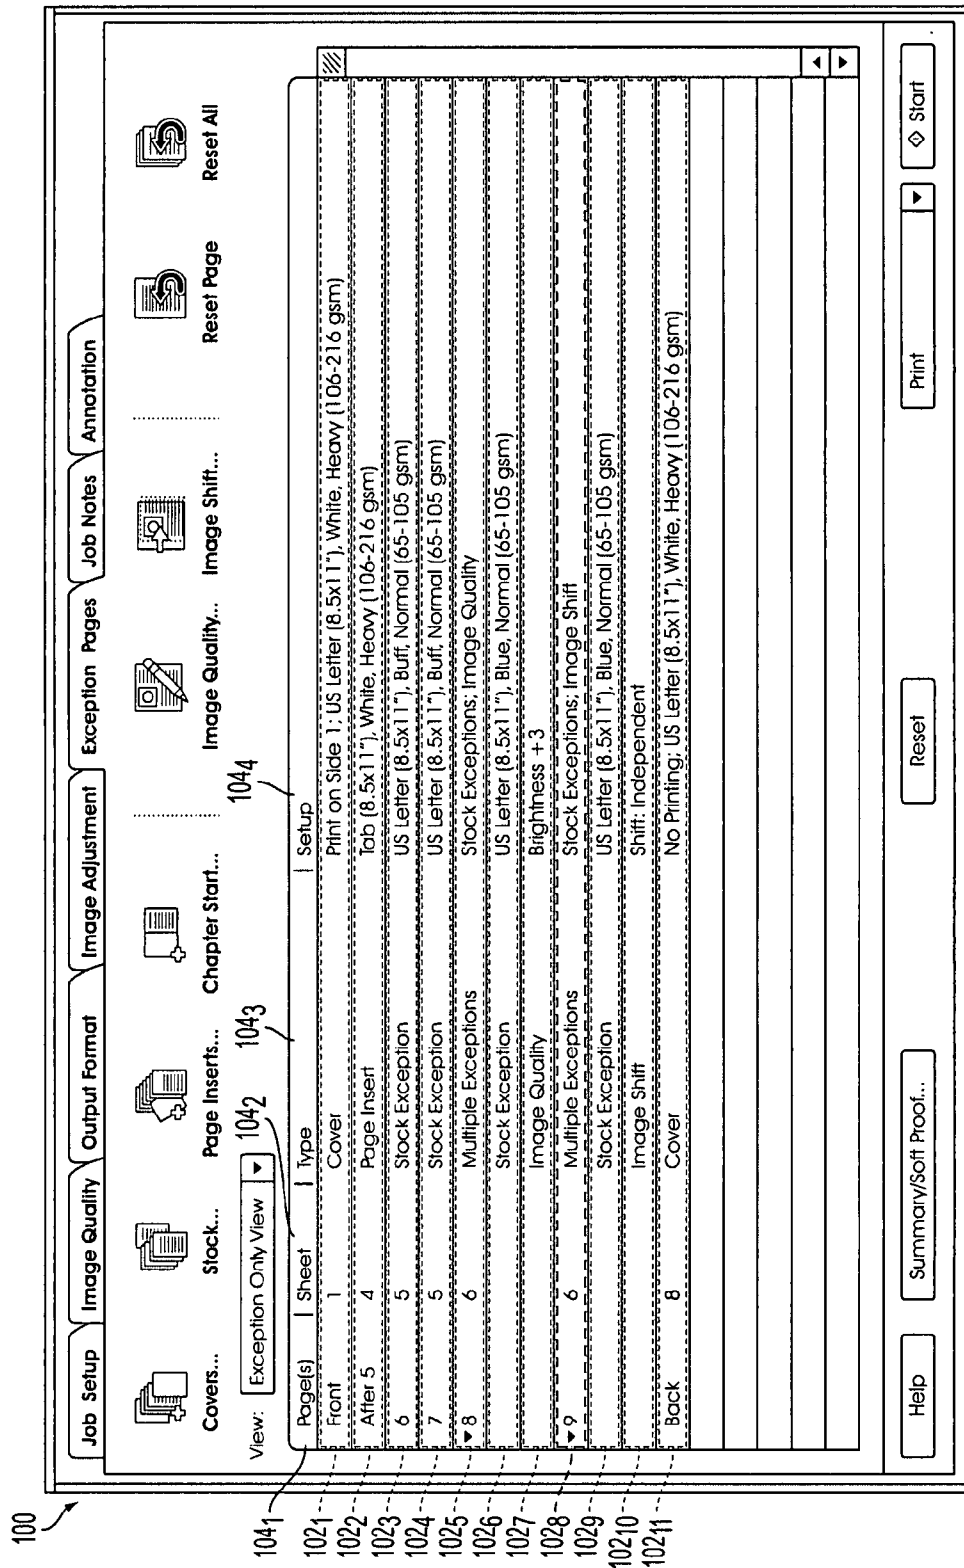 100
Job Setup Image Quality Output Format Image Adjustment Exception Pages Job Notes Annotation
Covers... Stock... Page Inserts... Chapter Start... Image Quality... Image Shift... Reset Page Reset All
View: Exception Only View
1041 1042 1043 1044
Page(s) Sheet Type Setup
1021 Front 1 Cover Print on Side 1; US Letter (8.5x11"), White, Heavy (106-216 gsm)
1022 After 5 4 Page Insert Tab (8.5x11"), White, Heavy (106-216 gsm)
1023 6 5 Stock Exception US Letter (8.5x11"), Buff, Normal (65-105 gsm)
1024 7 5 Stock Exception US Letter (8.5x11"), Buff, Normal (65-105 gsm)
1025 ▾8 6 Multiple Exceptions Stock Exceptions; Image Quality
1026 Stock Exception US Letter (8.5x11"), Blue, Normal (65-105 gsm)
1027 Image Quality Brightness +3
1028 ▾9 6 Multiple Exceptions Stock Exceptions; Image Shift
1029 Stock Exception US Letter (8.5x11"), Blue, Normal (65-105 gsm)
10210 Image Shift Shift: Independent
10211 Back 8 Cover No Printing; US Letter (8.5x11"), White, Heavy (106-216 gsm)
Help Summary/Soft Proof... Reset Print Start